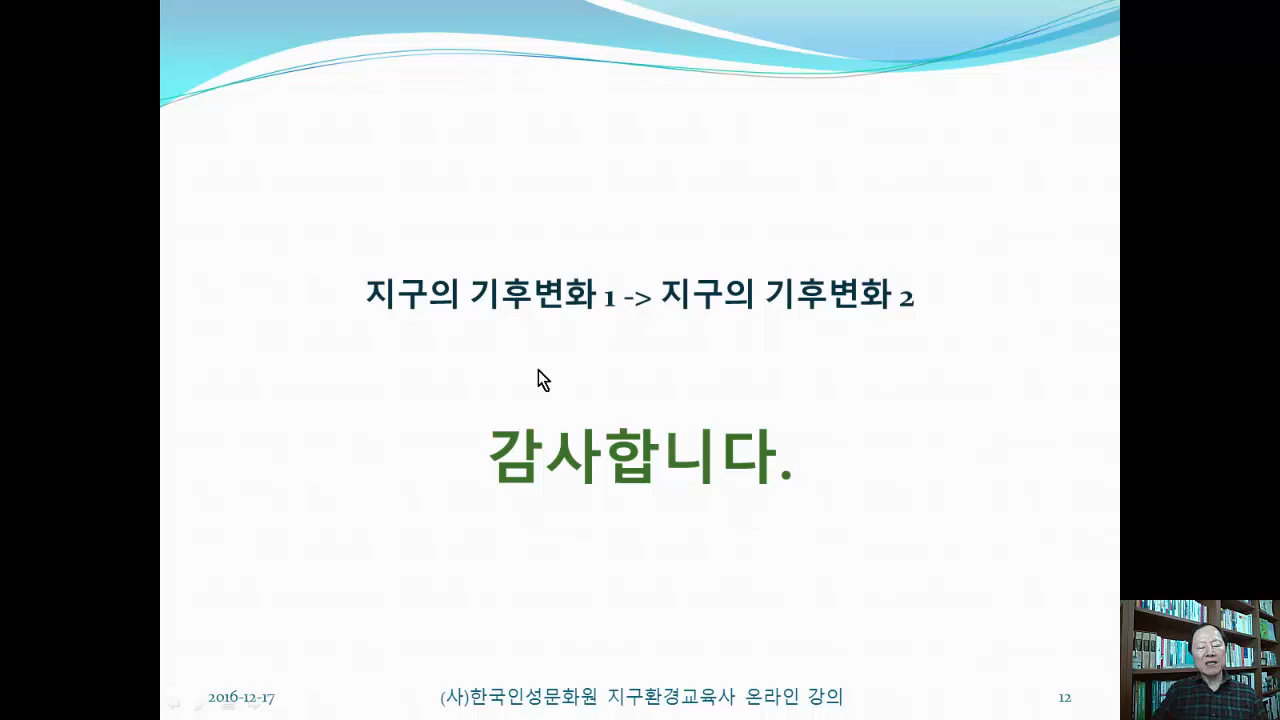 지구의 기후변화 1 -> 지구의 기후변화 2
감사합니다.
2016-12-17
(사)한국인성문화원 지구환경교육사 온라인 강의
12